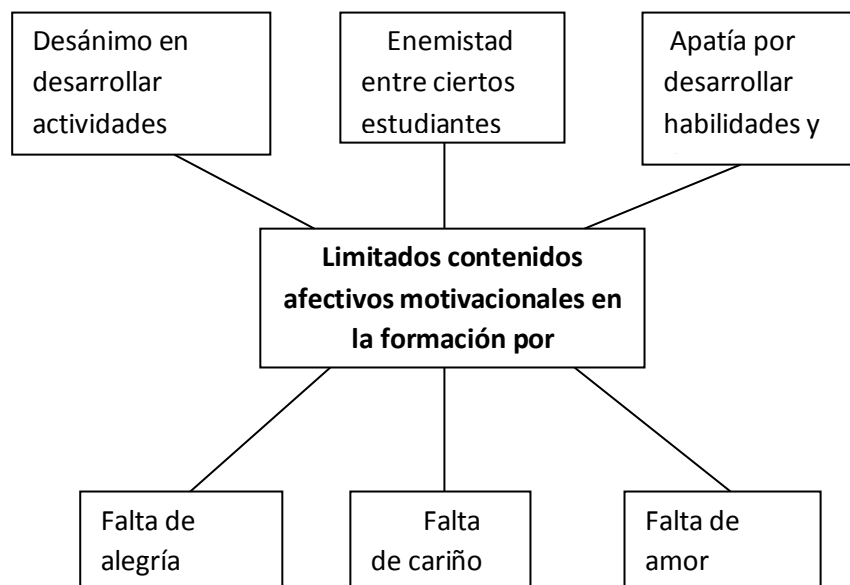 Desánimo en
desarrollar
actividades
Enemistad
entre ciertos
estudiantes
Apatía por
desarrollar
habilidades y
Limitados contenidos
afectivos motivacionales en
la formación por
Falta de
alegría
Falta
de cariño
Falta de
amor